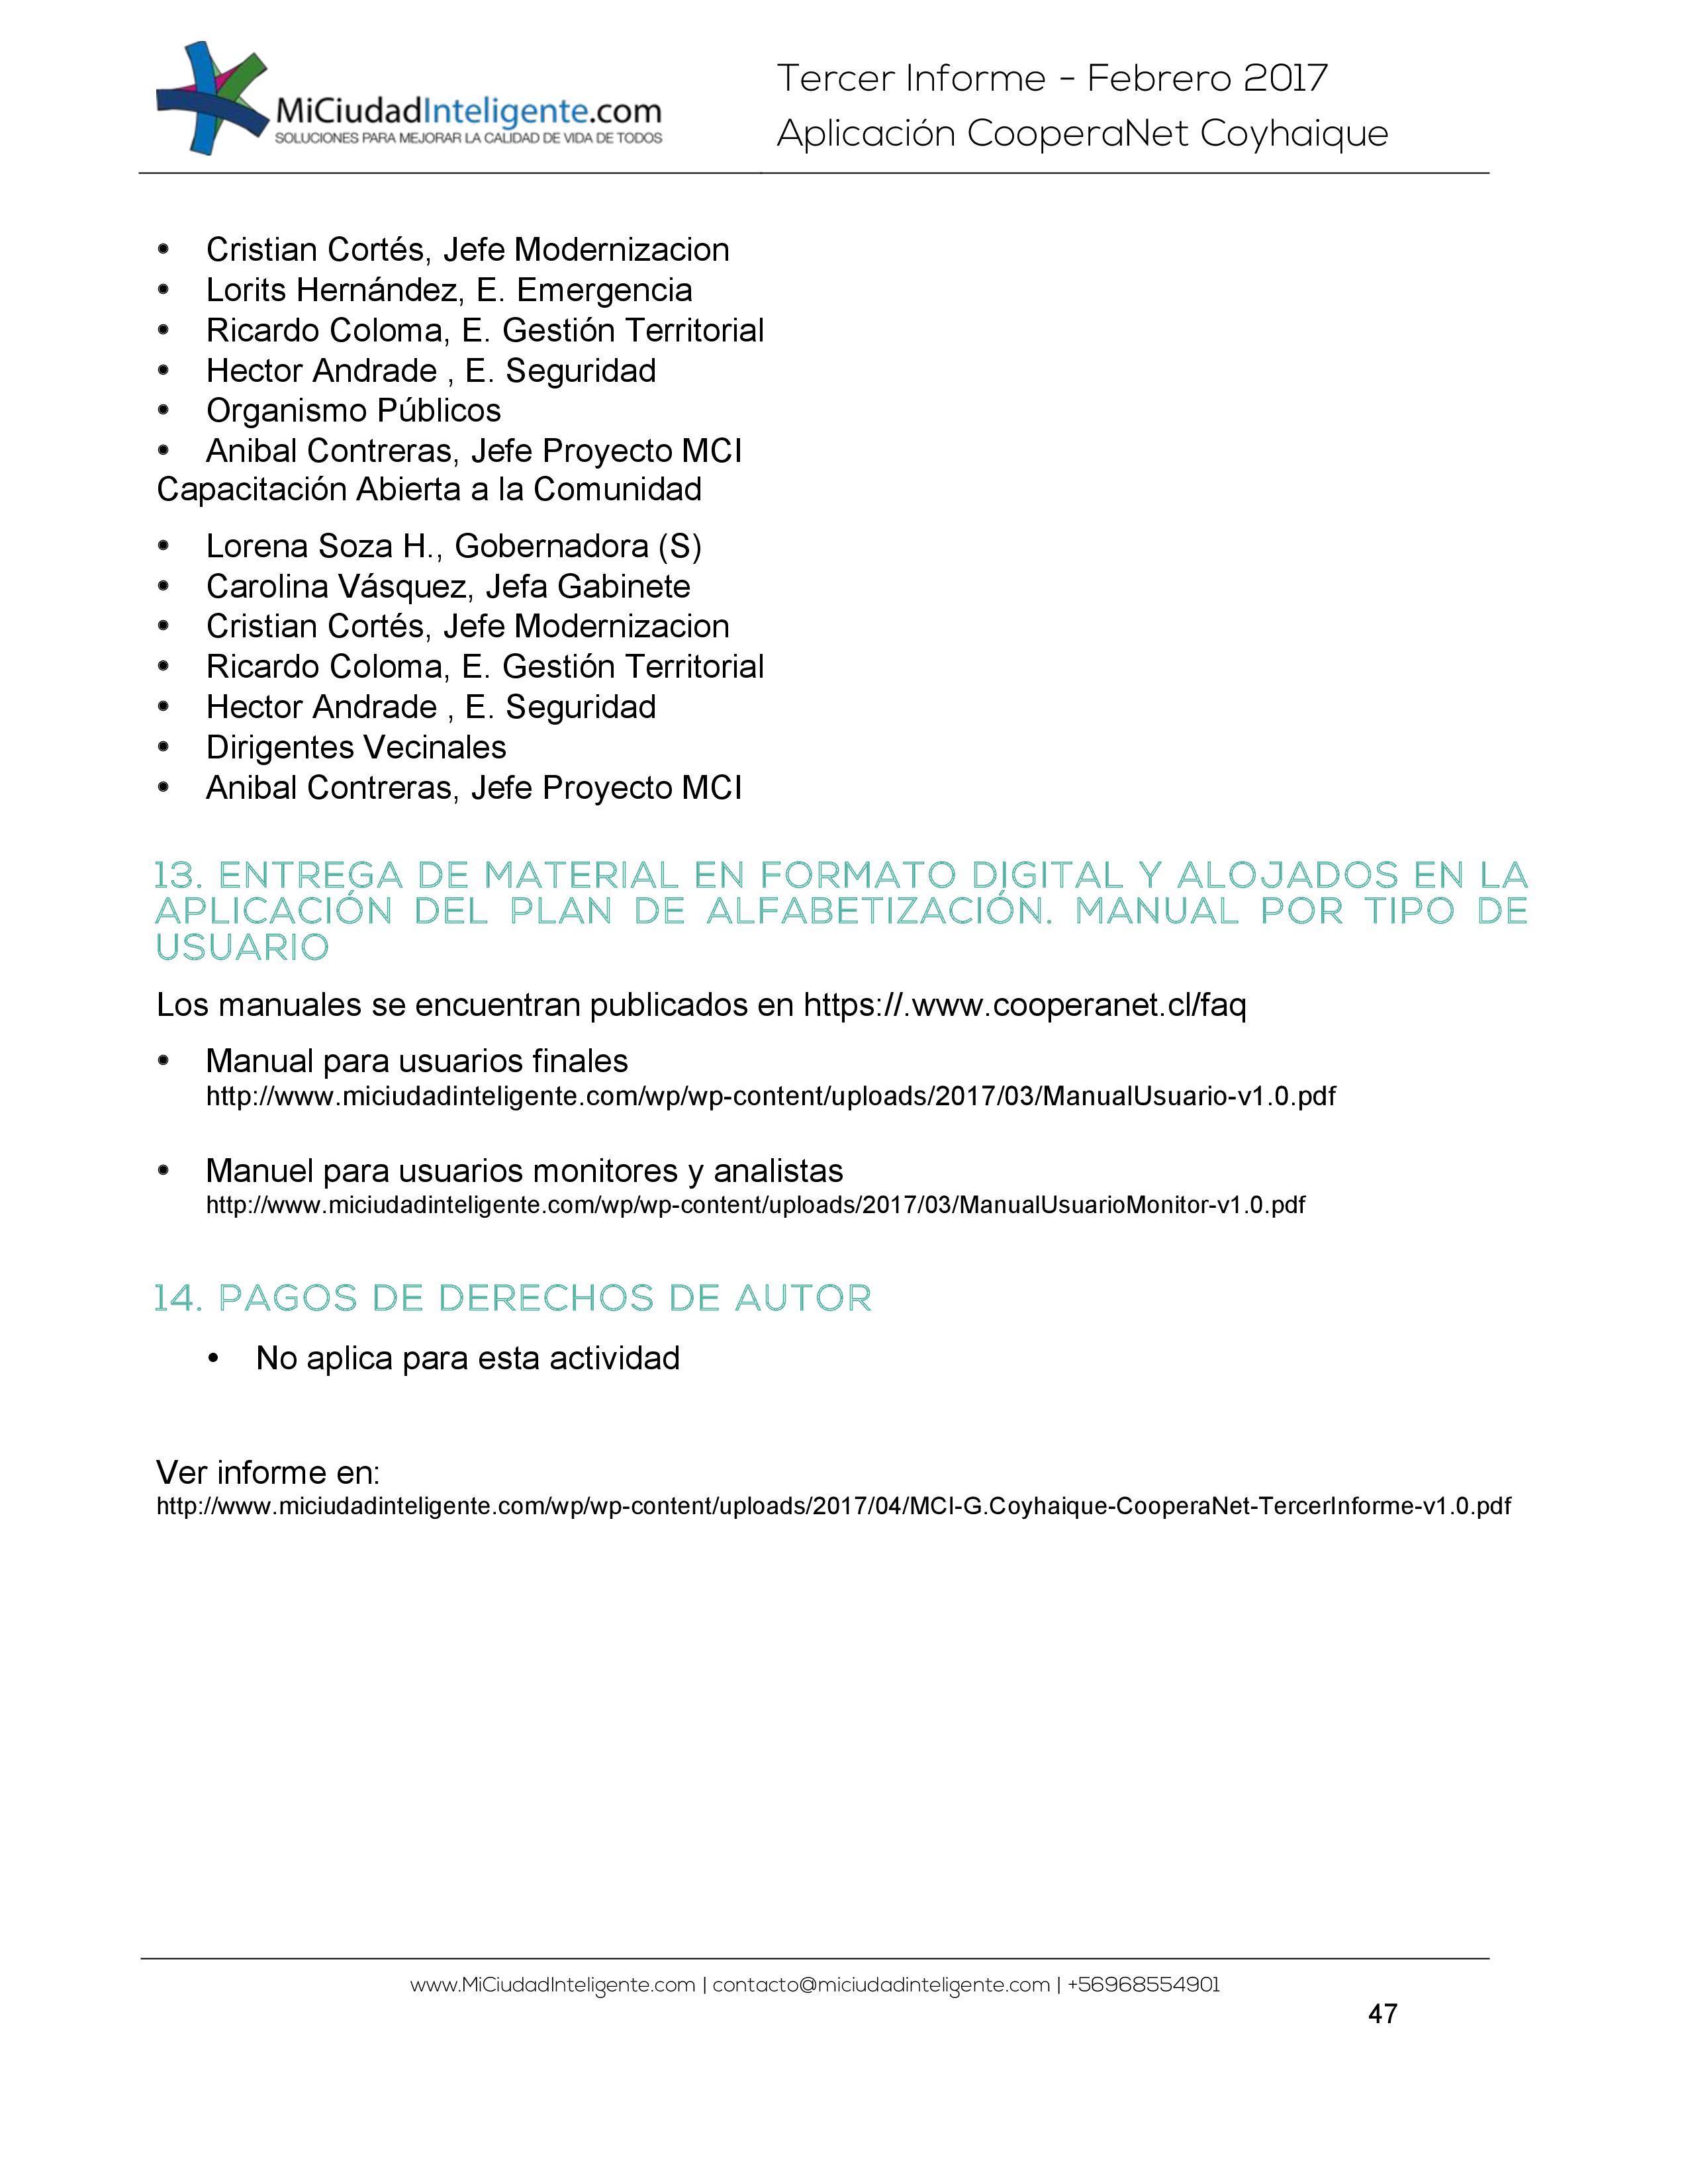 MiCiudadInteligente.com
SOLUCIONES PARA MEJORAR LA CALIDAD DE VIDA DE TODOS
Tercer Informe - Febrero 2017
Aplicación CooperaNet Coyhaique
• Cristian Cortés, Jefe Modernizacion
• Lorits Hernández, E. Emergencia
• Ricardo Coloma, E. Gestión Territorial
• Hector Andrade , E. Seguridad
• Organismo Públicos
• Anibal Contreras, Jefe Proyecto MCI
Capacitación Abierta a la Comunidad
• Lorena Soza H., Gobernadora (S)
• Carolina Vásquez, Jefa Gabinete
• Cristian Cortés, Jefe Modernizacion
• Ricardo Coloma, E. Gestión Territorial
• Hector Andrade , E. Seguridad
• Dirigentes Vecinales
• Anibal Contreras, Jefe Proyecto MCI
13. ENTREGA DE MATERIAL EN FORMATO DIGITAL Y ALOJADOS EN LA
APLICACIÓN DEL PLAN DE ALFABETIZACIÓN. MANUAL POR TIPO DE
USUARIO
Los manuales se encuentran publicados en https://.www.cooperanet.cl/faq
• Manual para usuarios finales
http://www.miciudadinteligente.com/wp/wp-content/uploads/2017/03/ManualUsuario-v1.0.pdf
• Manuel para usuarios monitores y analistas
http://www.miciudadinteligente.com/wp/wp-content/uploads/2017/03/ManualUsuarioMonitor-v1.0.pdf
14. PAGOS DE DERECHOS DE AUTOR
• No aplica para esta actividad
Ver informe en:
http://www.miciudadinteligente.com/wp/wp-content/uploads/2017/04/MCI-G.Coyhaique-CooperaNet-TercerInforme-v1.0.pdf
www.MiCiudadInteligente.com | contacto@miciudadinteligente.com | +56968554901
47